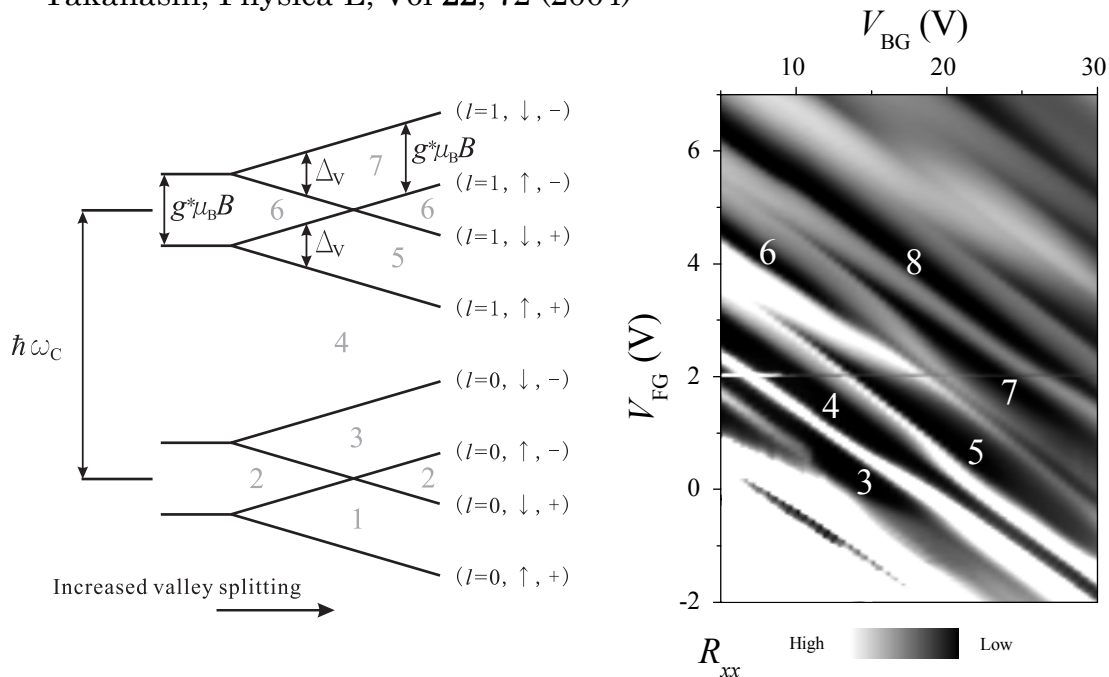 Takahashi, Physica E, Vol 22, 72 (2004)
(l=1, ↓, −)
7
g*μ_B B
Δ_V
(l=1, ↑, −)
g*μ_B B
6
6
(l=1, ↓, +)
Δ_V
5
(l=1, ↑, +)
ħω_C
4
(l=0, ↓, −)
3
(l=0, ↑, −)
2
2
(l=0, ↓, +)
1
(l=0, ↑, +)
Increased valley splitting
V_BG (V)
10 20 30
V_FG (V)
6
4
2
0
-2
6
8
7
4
5
3
R_xx
High Low